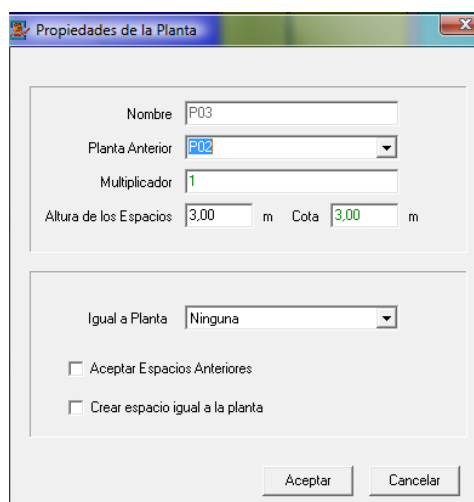 Propiedades de la Planta
Nombre P03
Planta Anterior P02
Multiplicador 1
Altura de los Espacios 3,00 m Cota 3,00 m
Igual a Planta Ninguna
Aceptar Espacios Anteriores
Crear espacio igual a la planta
Aceptar Cancelar